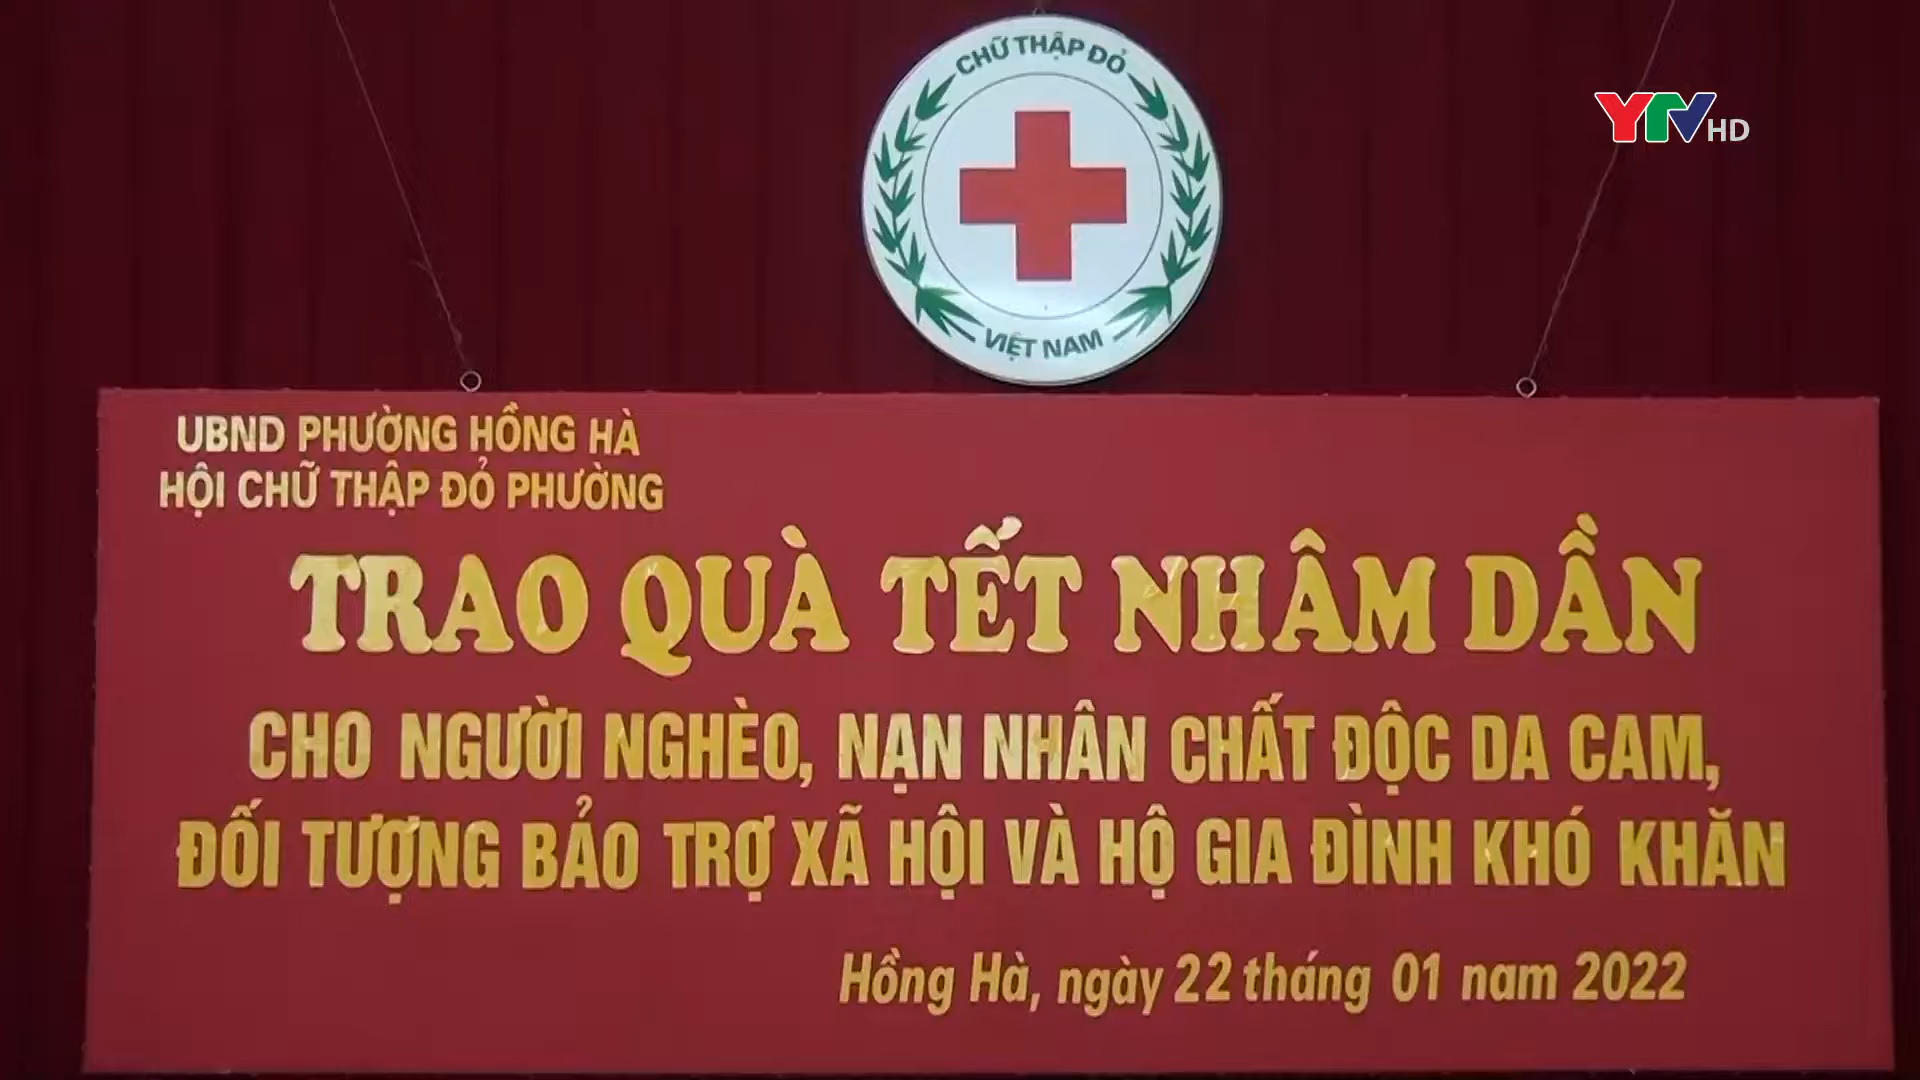 CHỮ THẬP ĐỎ
VIỆT NAM
YTV HD
UBND PHƯỜNG HỒNG HÀ
HỘI CHỮ THẬP ĐỎ PHƯỜNG
TRAO QUÀ TẾT NHÂM DẦN
CHO NGƯỜI NGHÈO, NẠN NHÂN CHẤT ĐỘC DA CAM,
ĐỐI TƯỢNG BẢO TRỢ XÃ HỘI VÀ HỘ GIA ĐÌNH KHÓ KHĂN
Hồng Hà, ngày 22 tháng 01 nam 2022